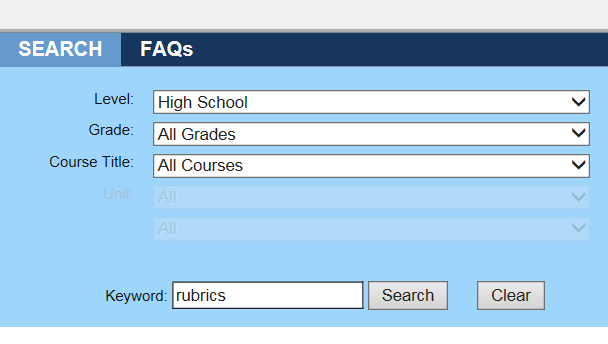 SEARCH FAQs
Level: High School
Grade: All Grades
Course Title: All Courses
Unit: All
: All
Keyword: rubrics Search Clear